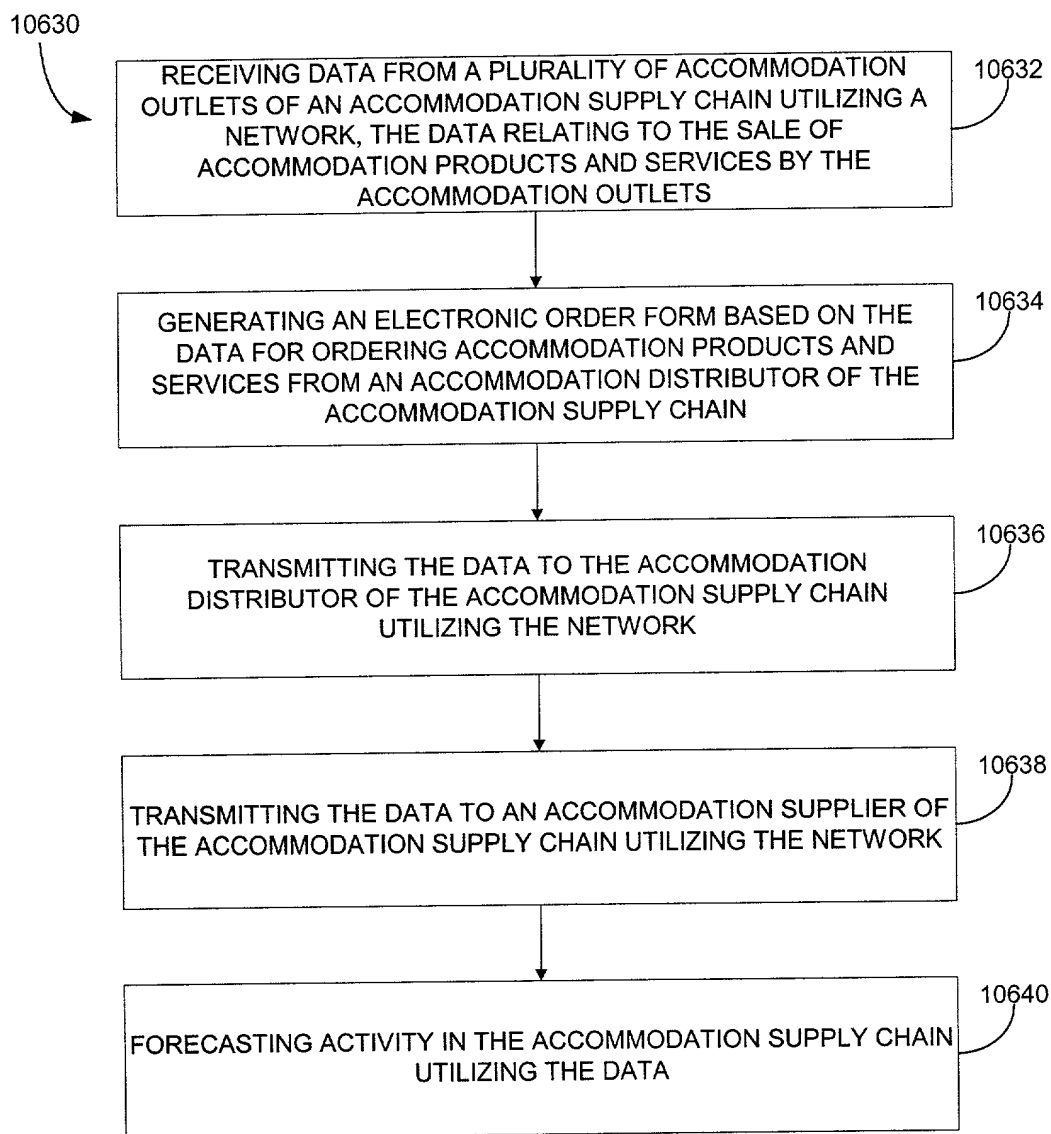 10630
RECEIVING DATA FROM A PLURALITY OF ACCOMMODATION
OUTLETS OF AN ACCOMMODATION SUPPLY CHAIN UTILIZING A
NETWORK, THE DATA RELATING TO THE SALE OF
ACCOMMODATION PRODUCTS AND SERVICES BY THE
ACCOMMODATION OUTLETS
10632
GENERATING AN ELECTRONIC ORDER FORM BASED ON THE
DATA FOR ORDERING ACCOMMODATION PRODUCTS AND
SERVICES FROM AN ACCOMMODATION DISTRIBUTOR OF THE
ACCOMMODATION SUPPLY CHAIN
10634
TRANSMITTING THE DATA TO THE ACCOMMODATION
DISTRIBUTOR OF THE ACCOMMODATION SUPPLY CHAIN
UTILIZING THE NETWORK
10636
TRANSMITTING THE DATA TO AN ACCOMMODATION SUPPLIER OF
THE ACCOMMODATION SUPPLY CHAIN UTILIZING THE NETWORK
10638
FORECASTING ACTIVITY IN THE ACCOMMODATION SUPPLY CHAIN
UTILIZING THE DATA
10640